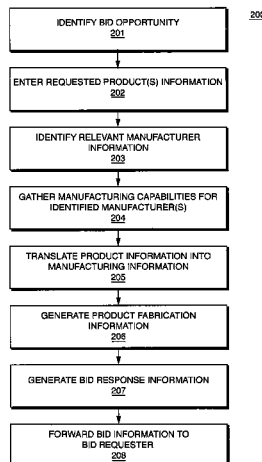 IDENTIFY BID OPPORTUNITY
201
ENTER REQUESTED PRODUCT(S) INFORMATION
202
IDENTIFY RELEVANT MANUFACTURER
INFORMATION
203
GATHER MANUFACTURING CAPABILITIES FOR
IDENTIFIED MANUFACTURER(S)
204
TRANSLATE PRODUCT INFORMATION INTO
MANUFACTURING INFORMATION
205
GENERATE PRODUCT FABRICATION
INFORMATION
206
GENERATE BID RESPONSE INFORMATION
207
FORWARD BID INFORMATION TO
BID REQUESTER
208